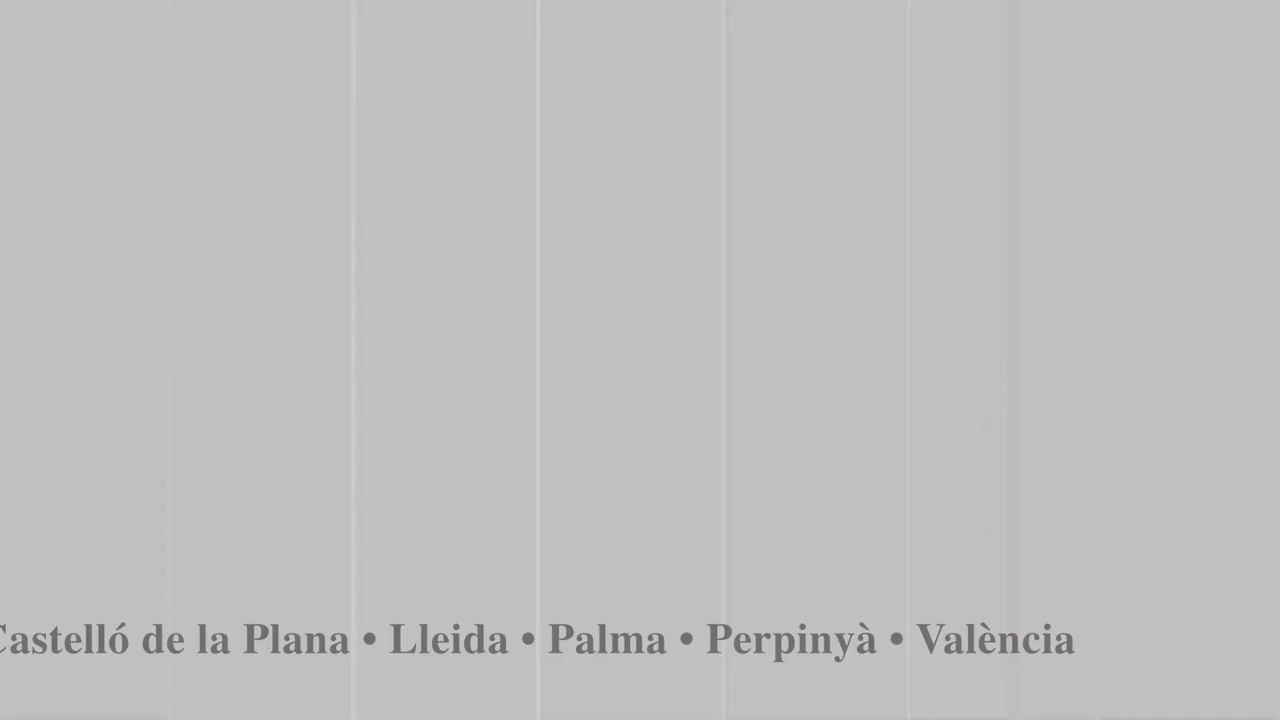 Castelló de la Plana • Lleida • Palma • Perpinyà • València